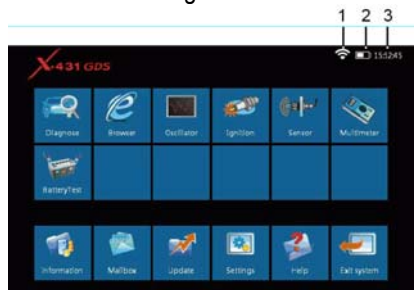 1 2 3
X-431 GDS
15:52:45
Diagnose Browser Oscillator Ignition Sensor Multimeter
BatteryTest
Information Mailbox Update Settings Help Exit system